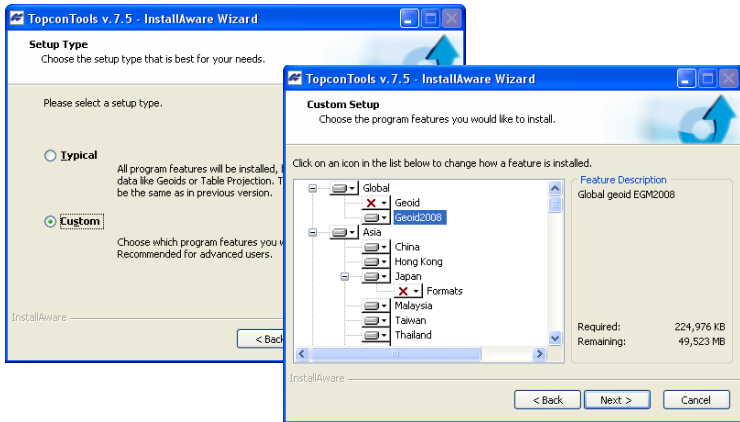 TopconTools v.7.5 - InstallAware Wizard
Setup Type
Choose the setup type that is best for your needs.
Please select a setup type.
Typical
All program features will be installed,
data like Geoids or Table Projection. T
be the same as in previous version.
Custom
Choose which program features you
Recommended for advanced users.
InstallAware
< Back
TopconTools v.7.5 - InstallAware Wizard
Custom Setup
Choose the program features you would like to install.
Click on an icon in the list below to change how a feature is installed.
Global
Geoid
Geoid2008
Asia
China
Hong Kong
Japan
Formats
Malaysia
Taiwan
Thailand
Feature Description
Global geoid EGM2008
Required: 224,976 KB
Remaining: 49,523 MB
InstallAware
< Back Next > Cancel